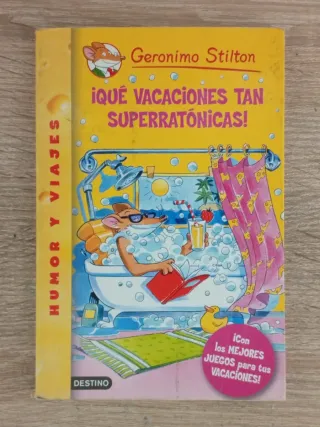 Geronimo Stilton
¡QUÉ VACACIONES TAN
SUPERRATÓNICAS!
HUMOR Y VIAJES
¡Con
los MEJORES
JUEGOS para tus
VACACIONES!
DESTINO